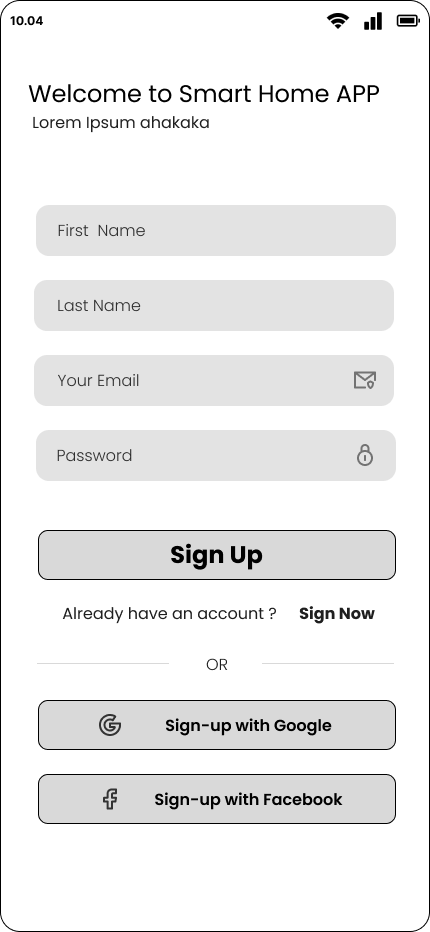 10.04
Welcome to Smart Home APP
Lorem Ipsum ahakaka
First  Name
Last Name
Your Email
Password
Sign Up
Already have an account ?    Sign Now
OR
Sign-up with Google
Sign-up with Facebook